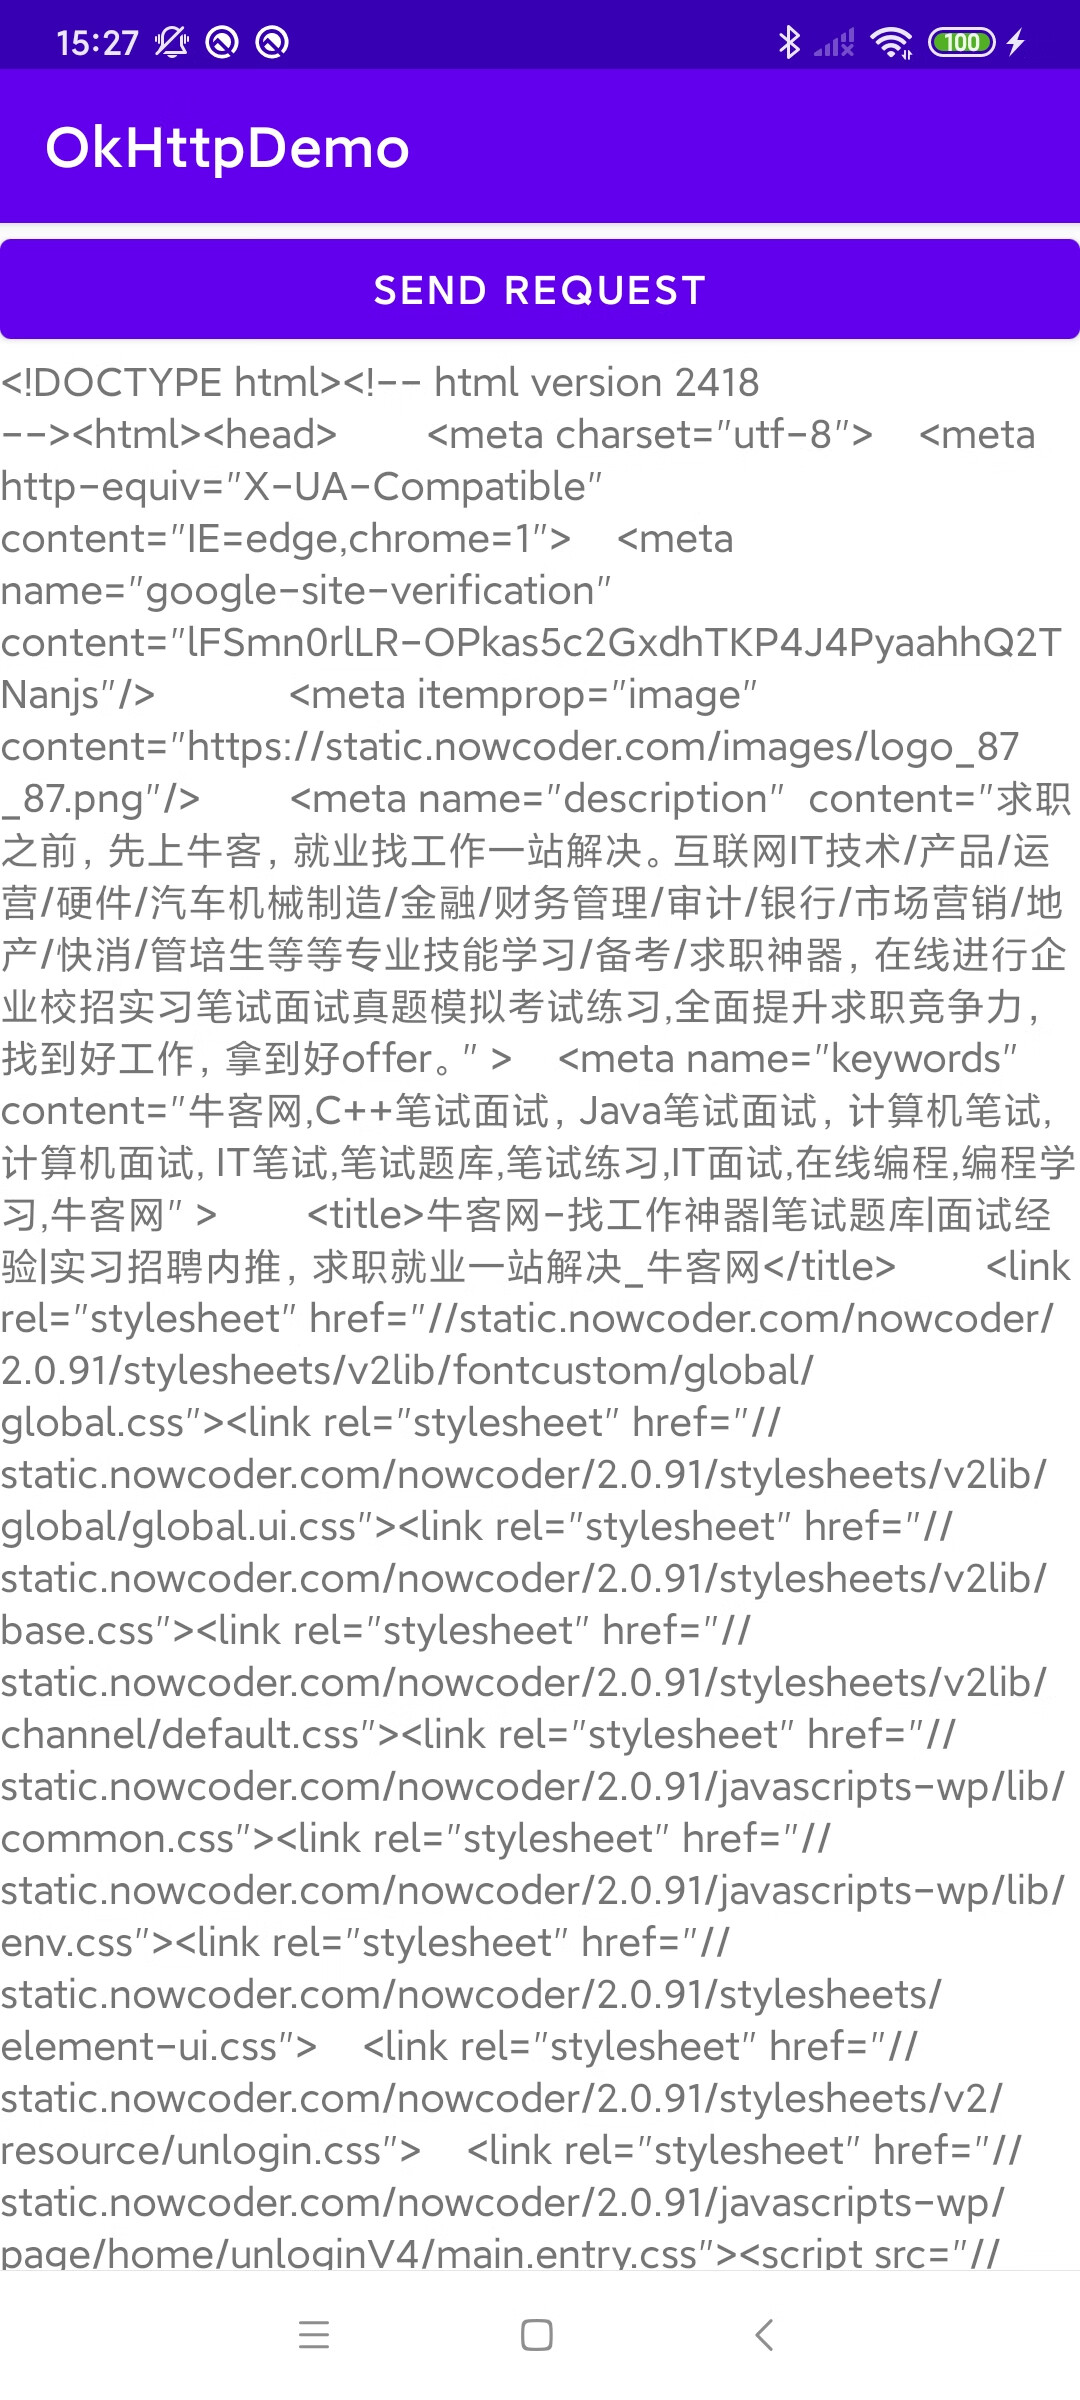 15:27 100
OkHttpDemo
SEND REQUEST
<!DOCTYPE html><!-- html version 2418
--><html><head>        <meta charset="utf-8">    <meta
http-equiv="X-UA-Compatible"
content="IE=edge,chrome=1">    <meta
name="google-site-verification"
content="lFSmn0rlLR-OPkas5c2GxdhTKP4J4PyaahhQ2T
Nanjs"/>            <meta itemprop="image"
content="https://static.nowcoder.com/images/logo_87
_87.png"/>        <meta name="description"  content="求职
之前，先上牛客，就业找工作一站解决。互联网IT技术/产品/运
营/硬件/汽车机械制造/金融/财务管理/审计/银行/市场营销/地
产/快消/管培生等等专业技能学习/备考/求职神器，在线进行企
业校招实习笔试面试真题模拟考试练习,全面提升求职竞争力，
找到好工作，拿到好offer。" >    <meta name="keywords"
content="牛客网,C++笔试面试，Java笔试面试，计算机笔试,
计算机面试, IT笔试,笔试题库,笔试练习,IT面试,在线编程,编程学
习,牛客网" >        <title>牛客网-找工作神器|笔试题库|面试经
验|实习招聘内推，求职就业一站解决_牛客网</title>        <link
rel="stylesheet" href="//static.nowcoder.com/nowcoder/
2.0.91/stylesheets/v2lib/fontcustom/global/
global.css"><link rel="stylesheet" href="//
static.nowcoder.com/nowcoder/2.0.91/stylesheets/v2lib/
global/global.ui.css"><link rel="stylesheet" href="//
static.nowcoder.com/nowcoder/2.0.91/stylesheets/v2lib/
base.css"><link rel="stylesheet" href="//
static.nowcoder.com/nowcoder/2.0.91/stylesheets/v2lib/
channel/default.css"><link rel="stylesheet" href="//
static.nowcoder.com/nowcoder/2.0.91/javascripts-wp/lib/
common.css"><link rel="stylesheet" href="//
static.nowcoder.com/nowcoder/2.0.91/javascripts-wp/lib/
env.css"><link rel="stylesheet" href="//
static.nowcoder.com/nowcoder/2.0.91/stylesheets/
element-ui.css">    <link rel="stylesheet" href="//
static.nowcoder.com/nowcoder/2.0.91/stylesheets/v2/
resource/unlogin.css">    <link rel="stylesheet" href="//
static.nowcoder.com/nowcoder/2.0.91/javascripts-wp/
page/home/unloginV4/main.entry.css"><script src="//